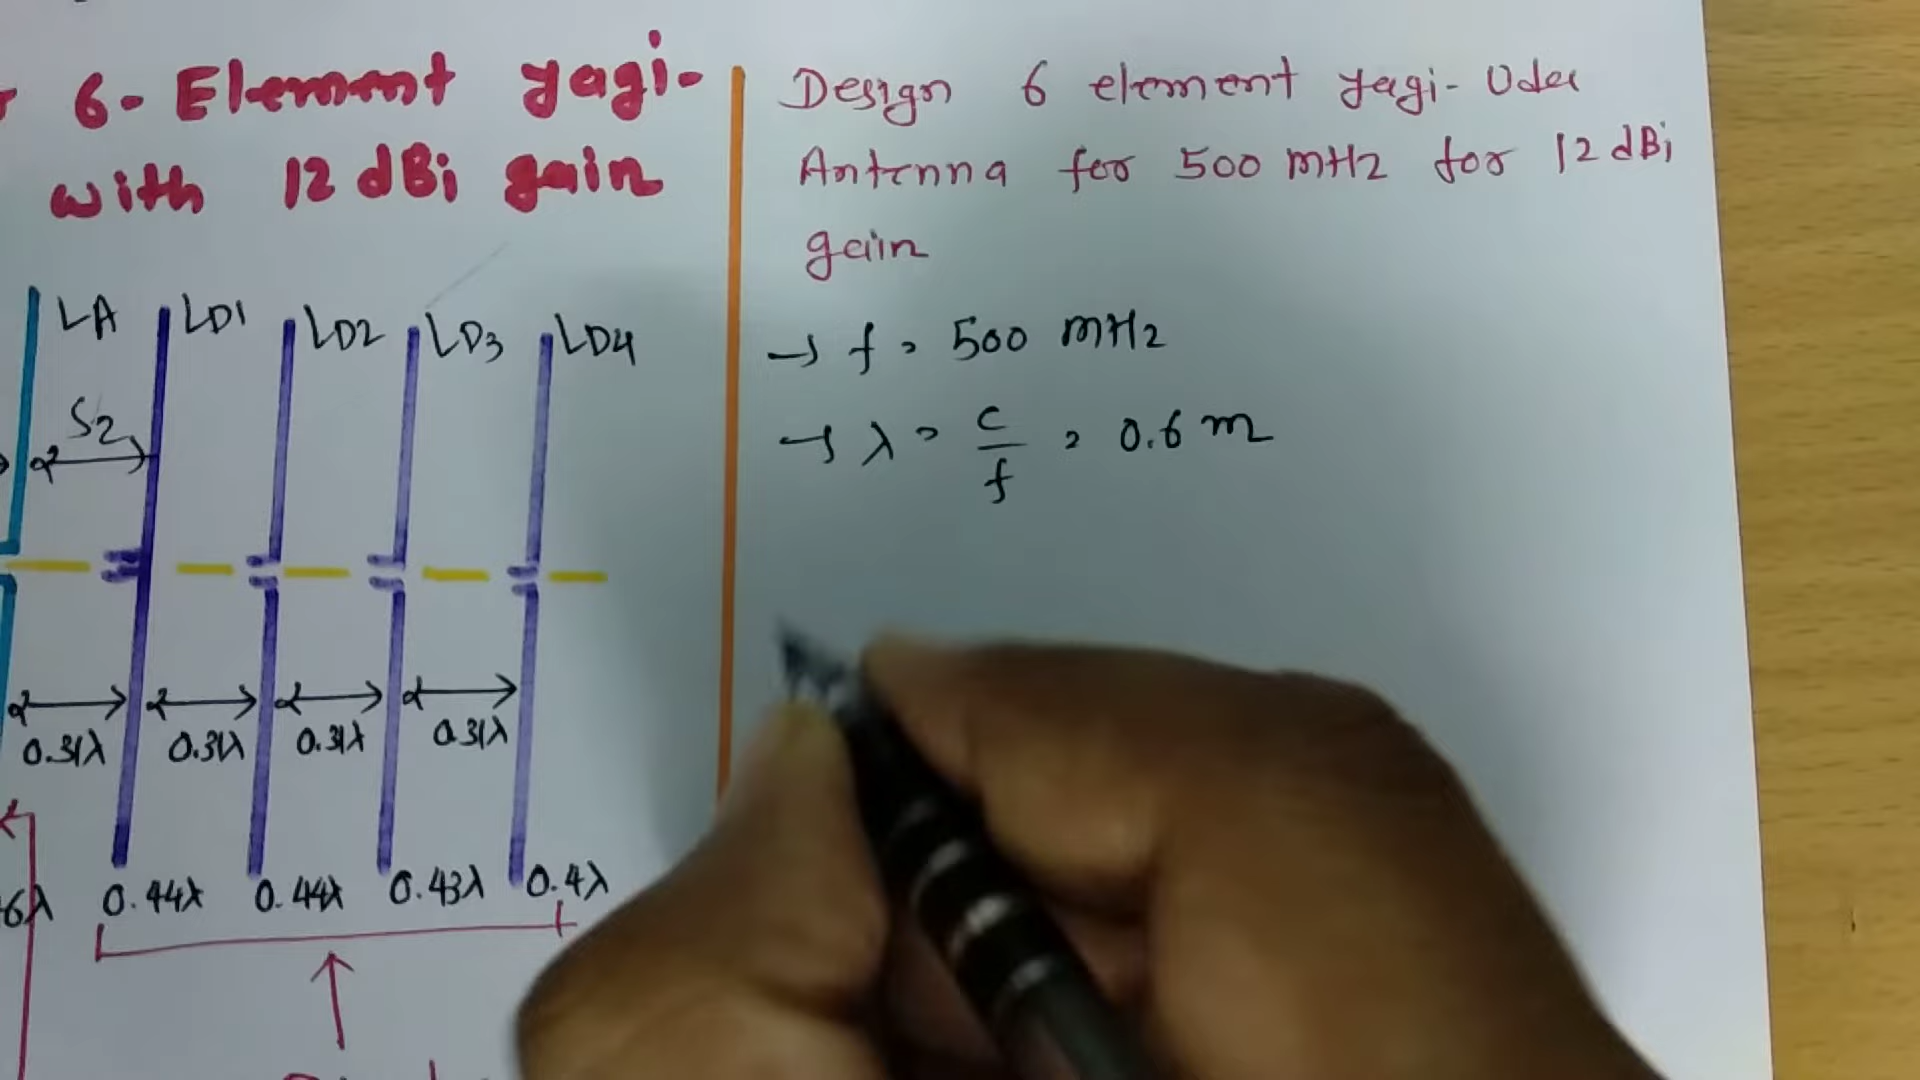 6- Element yagi-
with 12 dBi gain
LA LD1 LD2 LD3 LD4
S2
0.31λ 0.31λ 0.31λ 0.31λ
6λ 0.44λ 0.44λ 0.43λ 0.4λ
Design 6 element yagi- Uda
Antenna for 500 MHz for 12 dBi
gain
→ f = 500 MHz
→ λ = c/f = 0.6 m